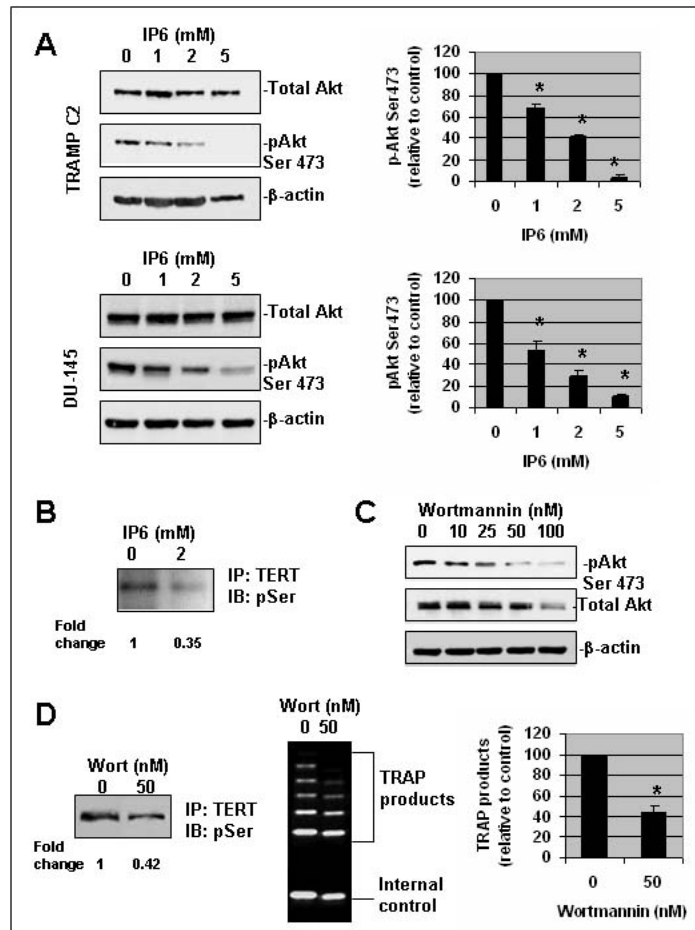 A
IP6 (mM)
0 1 2 5
TRAMP C2
-Total Akt
-pAkt
Ser 473
-β-actin
120
100
80
60
40
20
0
p-Akt Ser473
(relative to control)
* * *
0 1 2 5
IP6 (mM)
IP6 (mM)
0 1 2 5
DU-145
-Total Akt
-pAkt
Ser 473
-β-actin
120
100
80
60
40
20
0
pAkt Ser473
(relative to control)
* * *
0 1 2 5
IP6 (mM)
B
IP6 (mM)
0 2
IP: TERT
IB: pSer
Fold
change 1 0.35
C
Wortmannin (nM)
0 10 25 50 100
-pAkt
Ser 473
-Total Akt
-β-actin
D
Wort (nM)
0 50
IP: TERT
IB: pSer
Fold
change 1 0.42
Wort (nM)
0 50
TRAP
products
Internal
control
120
100
80
60
40
20
0
TRAP products
(relative to control)
*
0 50
Wortmannin (nM)